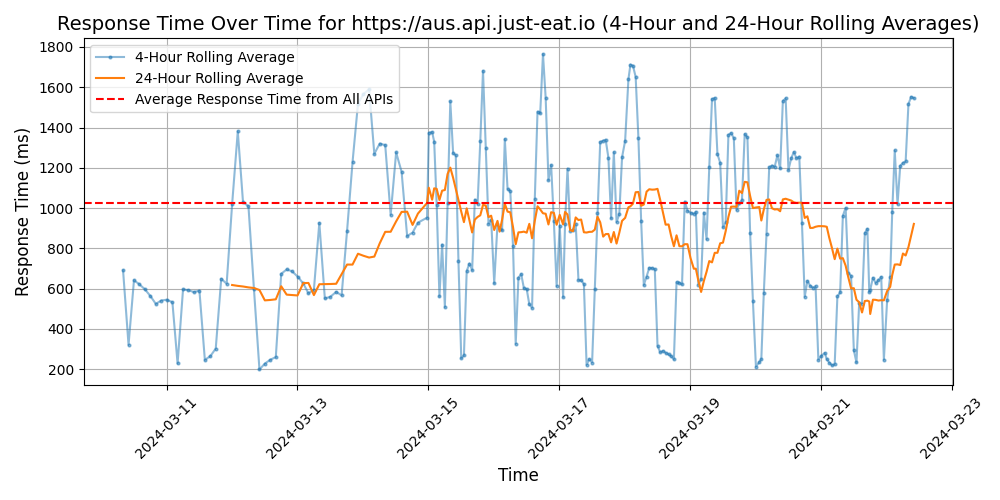 Response Time Over Time for https://aus.api.just-eat.io (4-Hour and 24-Hour Rolling Averages)
4-Hour Rolling Average
24-Hour Rolling Average
Average Response Time from All APIs
Response Time (ms)
1800
1600
1400
1200
1000
800
600
400
200
2024-03-11
2024-03-13
2024-03-15
2024-03-17
2024-03-19
2024-03-21
2024-03-23
Time